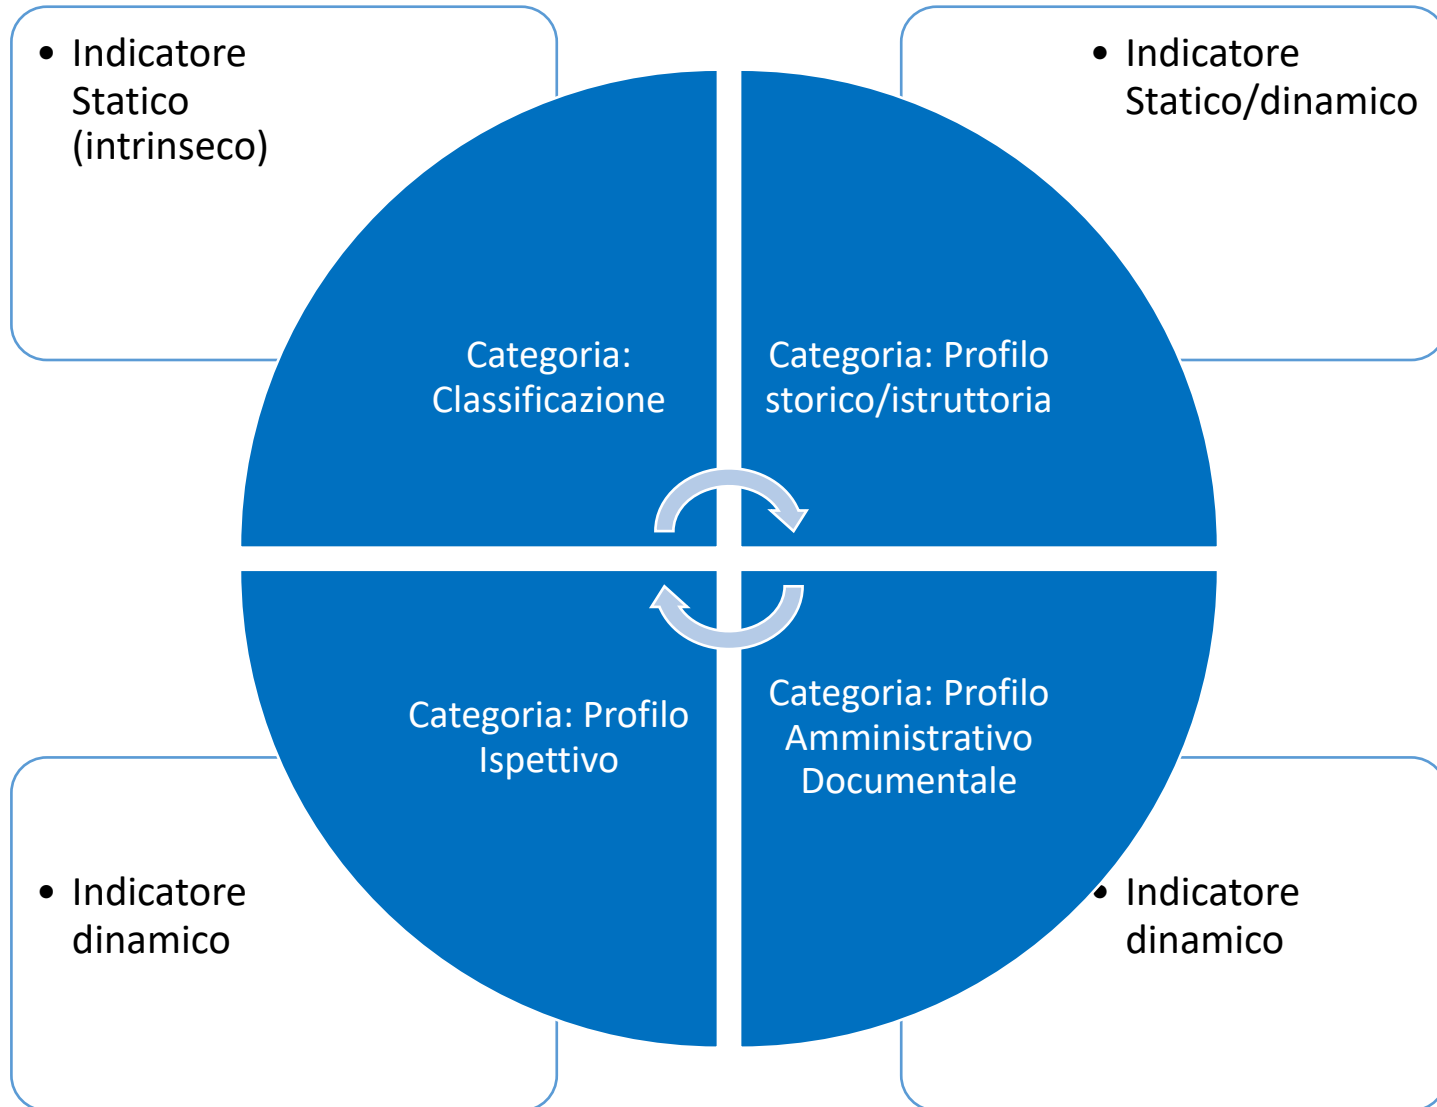 • Indicatore
Statico
(intrinseco)
• Indicatore
Statico/dinamico
Categoria:
Classificazione
Categoria: Profilo
storico/istruttoria
Categoria: Profilo
Ispettivo
Categoria: Profilo
Amministrativo
Documentale
• Indicatore
dinamico
• Indicatore
dinamico